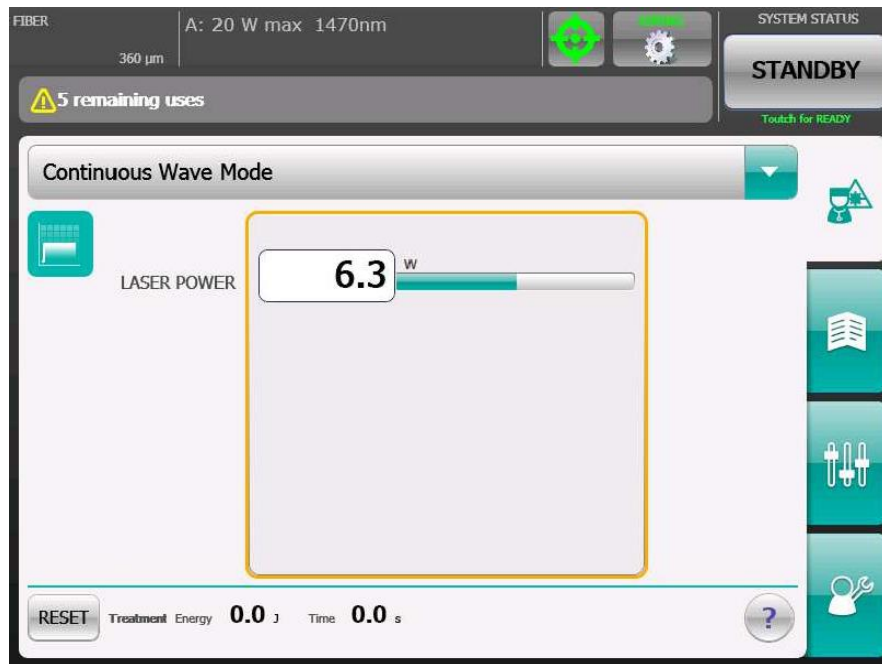 FIBER
360 µm
A: 20 W max 1470nm
SYSTEM STATUS
STANDBY
Toutch for READY
5 remaining uses
Continuous Wave Mode
LASER POWER
6.3
W
RESET
Treatment Energy 0.0 J Time 0.0 s
?